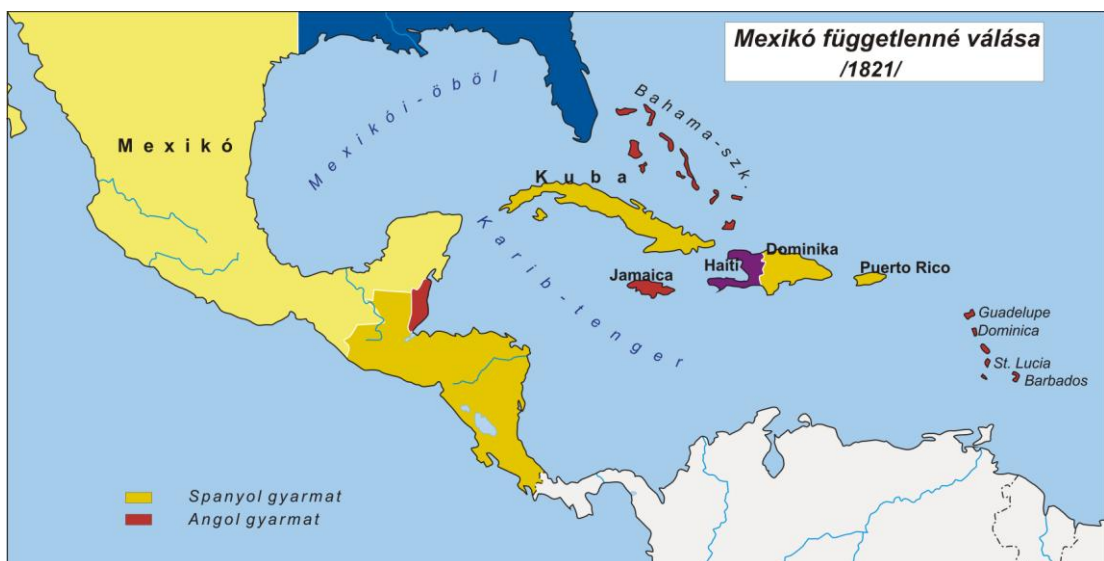 Mexikó függetlenné válása
/1821/
Bahama-szk.
Mexikói-öböl
Mexikó
Kuba
Karib-tenger
Dominika
Haiti
Puerto Rico
Jamaica
Guadelupe
Dominica
St. Lucia
Barbados
Spanyol gyarmat
Angol gyarmat